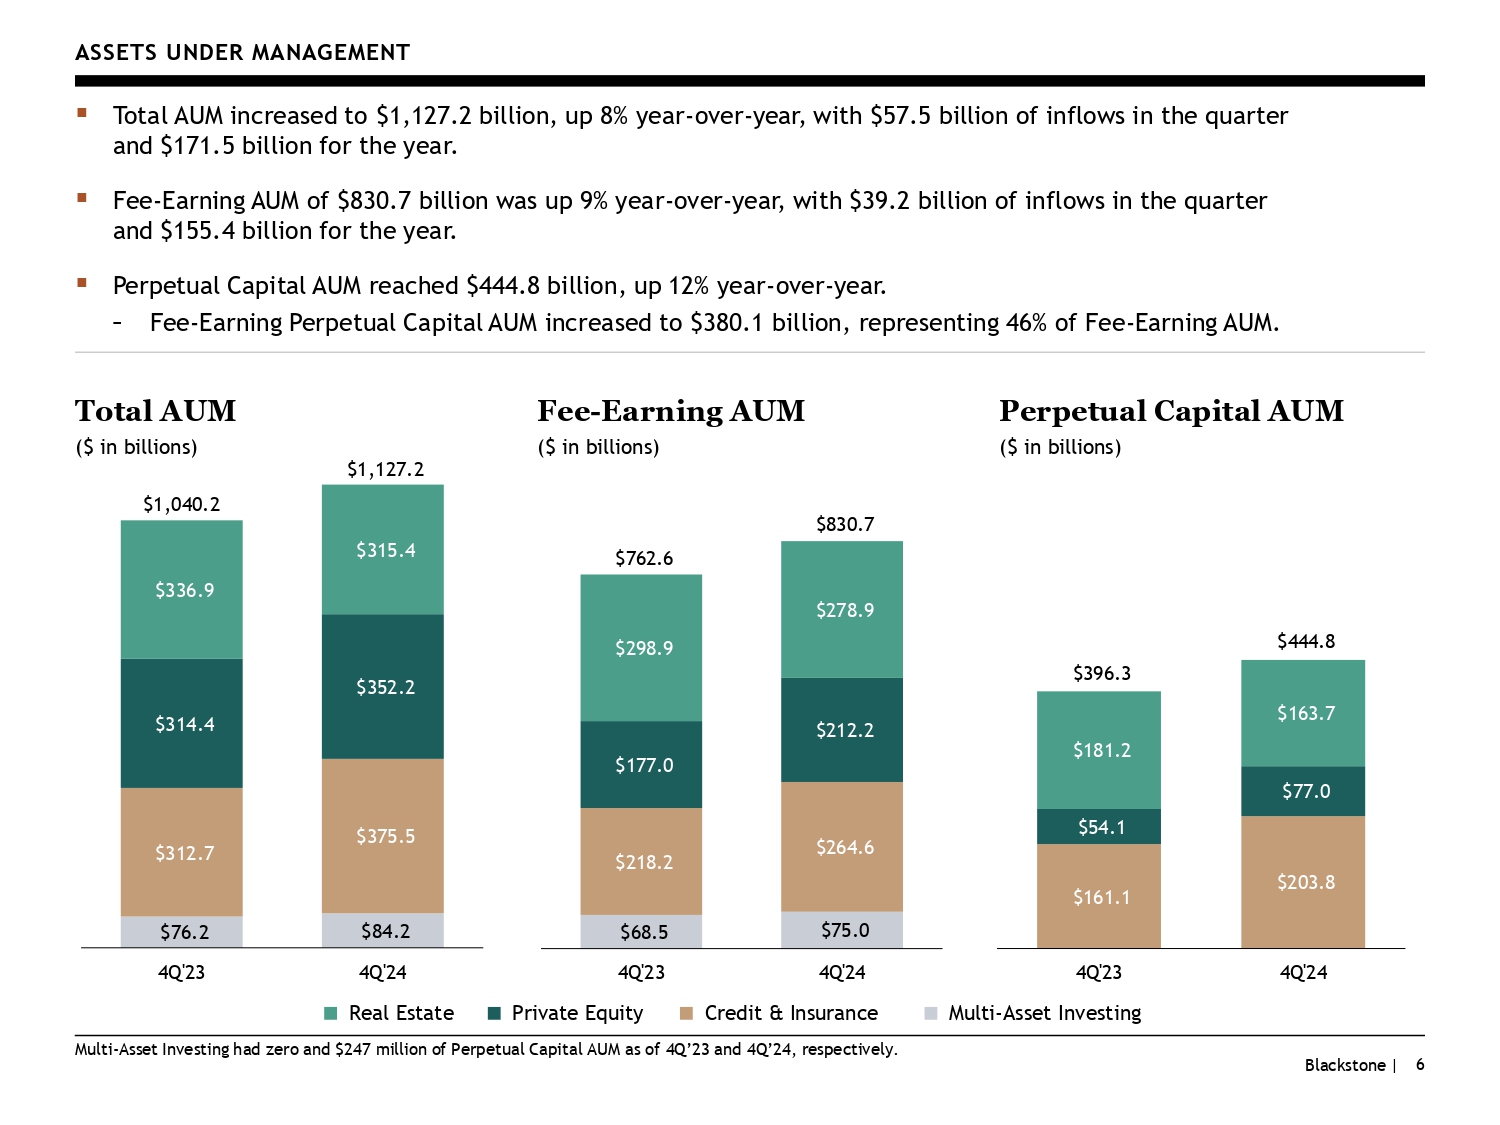 ASSETS UNDER MANAGEMENT
▪ Total AUM increased to $1,127.2 billion, up 8% year-over-year, with $57.5 billion of inflows in the quarter
and $171.5 billion for the year.
▪ Fee-Earning AUM of $830.7 billion was up 9% year-over-year, with $39.2 billion of inflows in the quarter
and $155.4 billion for the year.
▪ Perpetual Capital AUM reached $444.8 billion, up 12% year-over-year.
– Fee-Earning Perpetual Capital AUM increased to $380.1 billion, representing 46% of Fee-Earning AUM.
Total AUM
($ in billions)
$1,040.2
$336.9
$314.4
$312.7
$76.2
4Q'23
$1,127.2
$315.4
$352.2
$375.5
$84.2
4Q'24
Fee-Earning AUM
($ in billions)
$762.6
$298.9
$177.0
$218.2
$68.5
4Q'23
$830.7
$278.9
$212.2
$264.6
$75.0
4Q'24
Perpetual Capital AUM
($ in billions)
$396.3
$181.2
$54.1
$161.1
4Q'23
$444.8
$163.7
$77.0
$203.8
4Q'24
Real Estate
Private Equity
Credit & Insurance
Multi-Asset Investing
Multi-Asset Investing had zero and $247 million of Perpetual Capital AUM as of 4Q’23 and 4Q’24, respectively.
Blackstone | 6